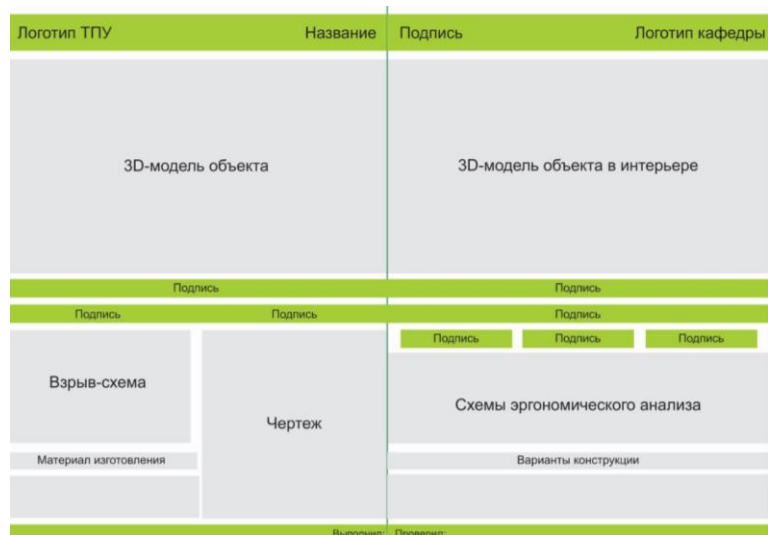 Логотип ТПУ Название Подпись Логотип кафедры
3D-модель объекта 3D-модель объекта в интерьере
Подпись Подпись
Подпись Подпись Подпись
Подпись Подпись Подпись
Взрыв-схема
Чертеж
Схемы эргономического анализа
Материал изготовления Варианты конструкции
Выполнил: Проверил: